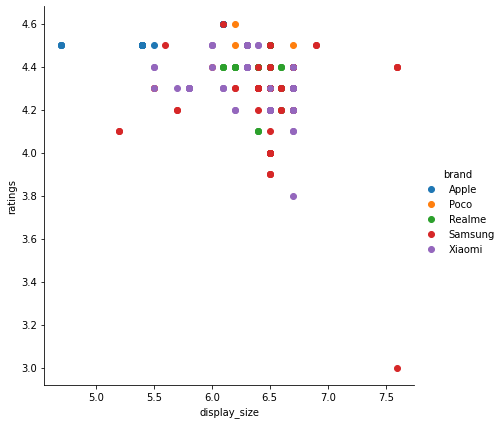 4.6
4.4
4.2
4.0
3.8
3.6
3.4
3.2
3.0
ratings
5.0 5.5 6.0 6.5 7.0 7.5
display_size
brand
Apple
Poco
Realme
Samsung
Xiaomi